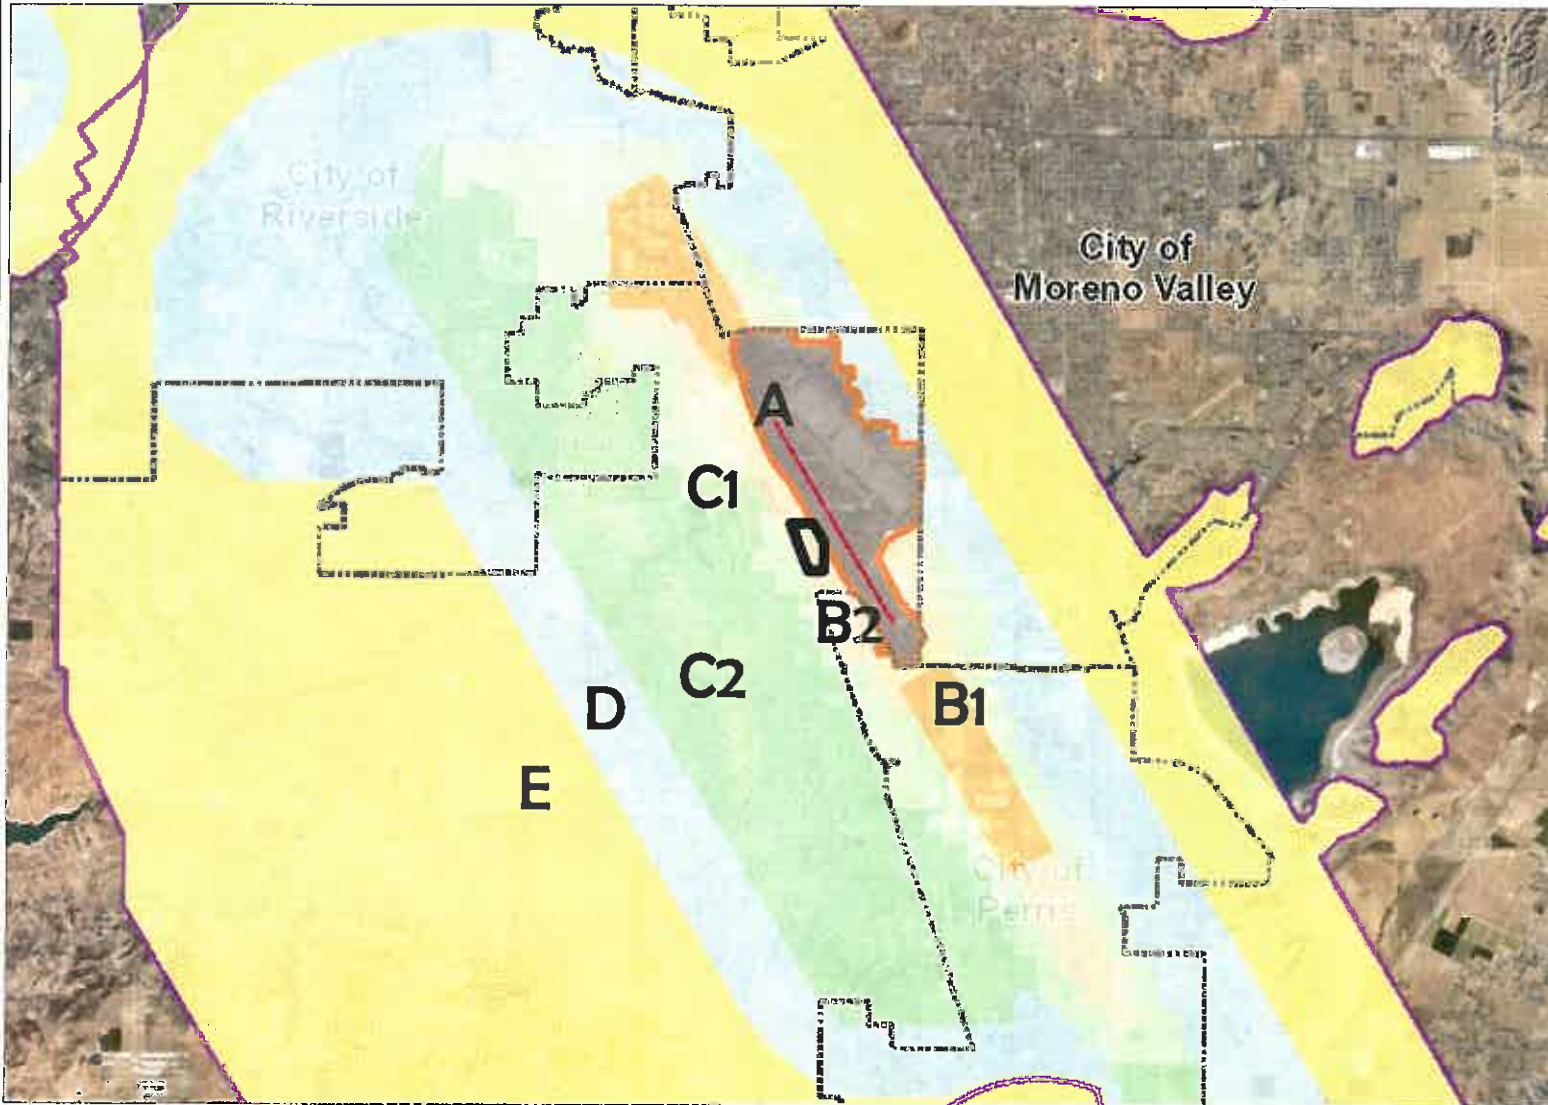 City of
Riverside
City of
Moreno Valley
A
C1
B2
C2
B1
D
E
City of
Perris